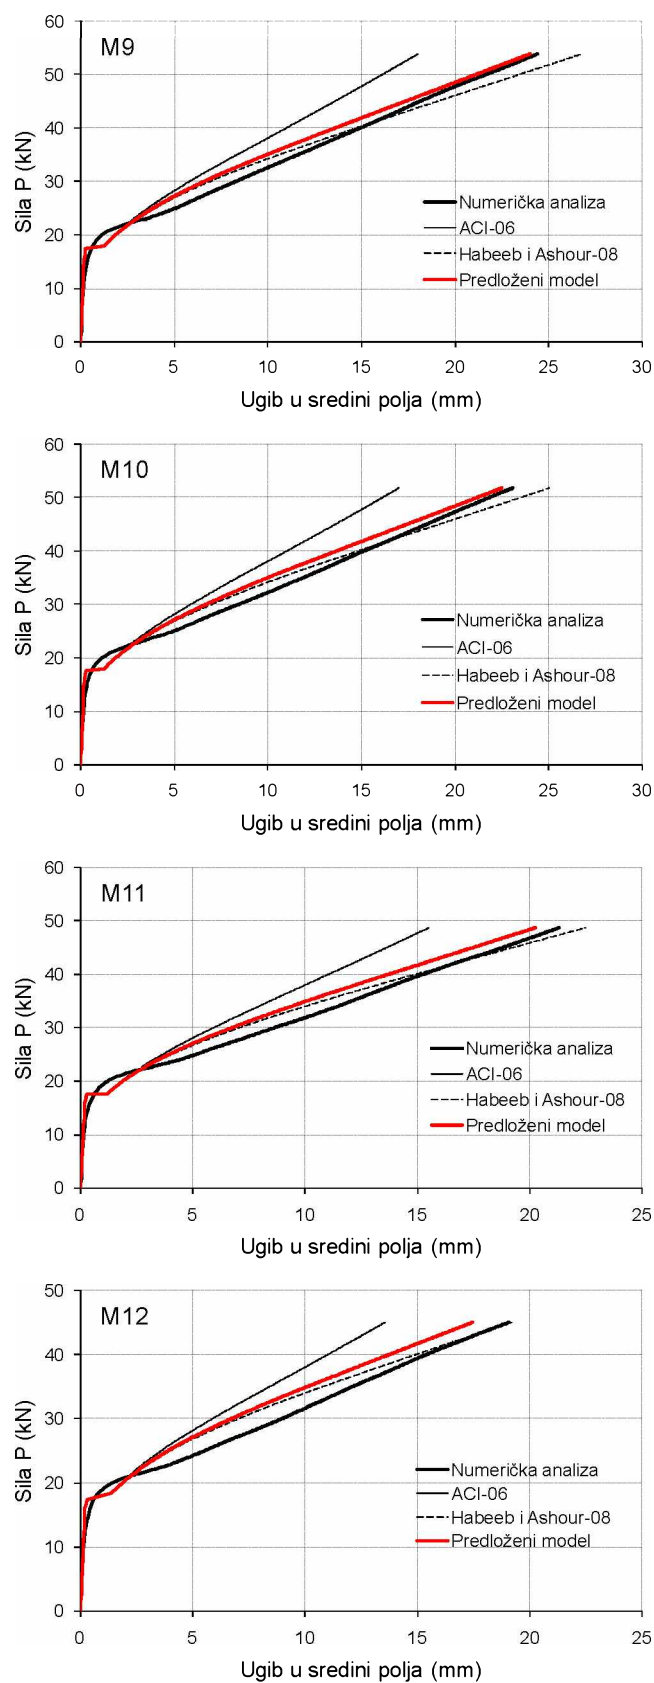 M9
60
50
40
30
20
10
0
Sila P (kN)
Numerička analiza
ACI-06
Habeeb i Ashour-08
Predloženi model
0 5 10 15 20 25 30
Ugib u sredini polja (mm)
M10
60
50
40
30
20
10
0
Sila P (kN)
Numerička analiza
ACI-06
Habeeb i Ashour-08
Predloženi model
0 5 10 15 20 25 30
Ugib u sredini polja (mm)
M11
60
50
40
30
20
10
0
Sila P (kN)
Numerička analiza
ACI-06
Habeeb i Ashour-08
Predloženi model
0 5 10 15 20 25
Ugib u sredini polja (mm)
M12
50
40
30
20
10
0
Sila P (kN)
Numerička analiza
ACI-06
Habeeb i Ashour-08
Predloženi model
0 5 10 15 20 25
Ugib u sredini polja (mm)